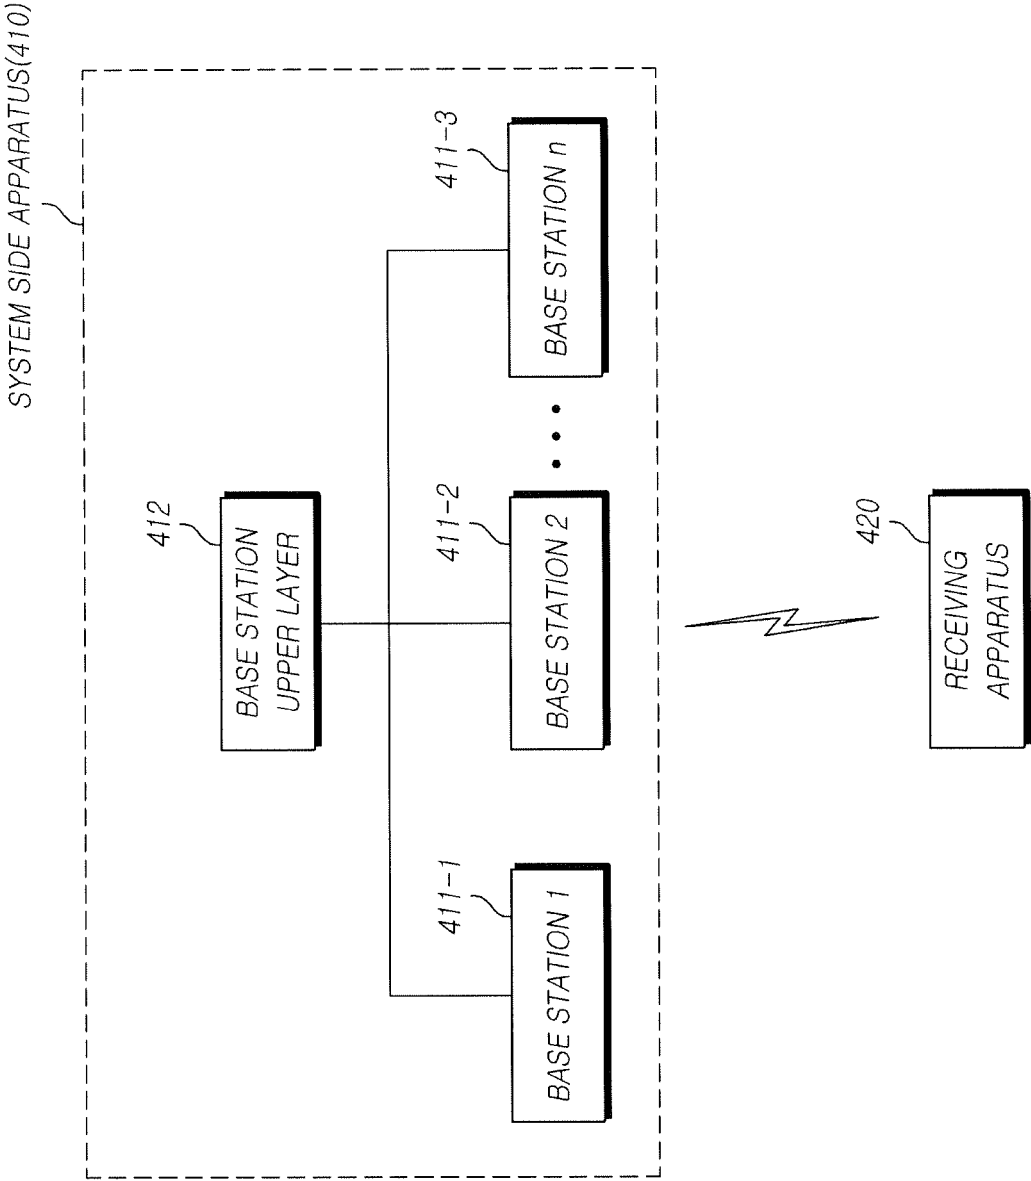 SYSTEM SIDE APPARATUS(410)
412
BASE STATION
UPPER LAYER
411-1
BASE STATION 1
411-2
BASE STATION 2
411-3
BASE STATION n
420
RECEIVING
APPARATUS